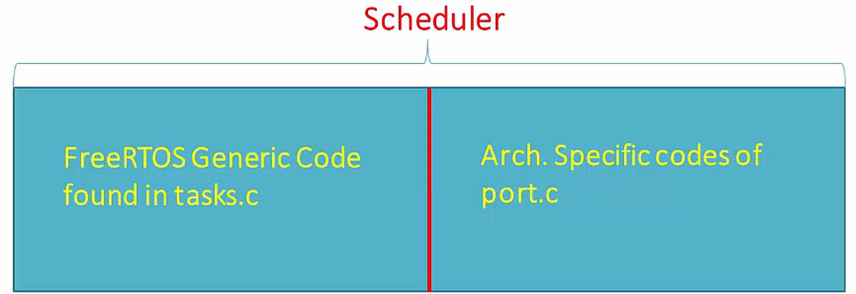 Scheduler
FreeRTOS Generic Code
found in tasks.c
Arch. Specific codes of
port.c